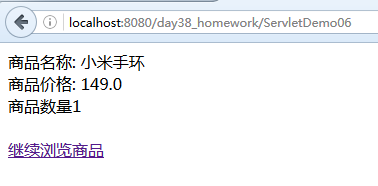 localhost:8080/day38_homework/ServletDemo06
商品名称: 小米手环
商品价格: 149.0
商品数量1
继续浏览商品